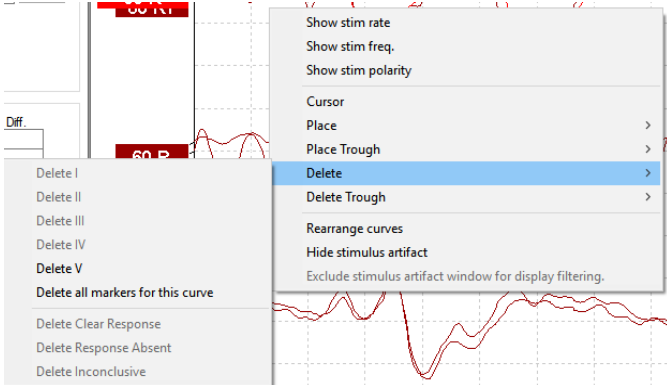 Show stim rate
Show stim freq.
Show stim polarity
Cursor
Place
Place Trough
Delete
Delete Trough
Rearrange curves
Hide stimulus artifact
Exclude stimulus artifact window for display filtering.
Diff.
Delete I
Delete II
Delete III
Delete IV
Delete V
Delete all markers for this curve
Delete Clear Response
Delete Response Absent
Delete Inconclusive